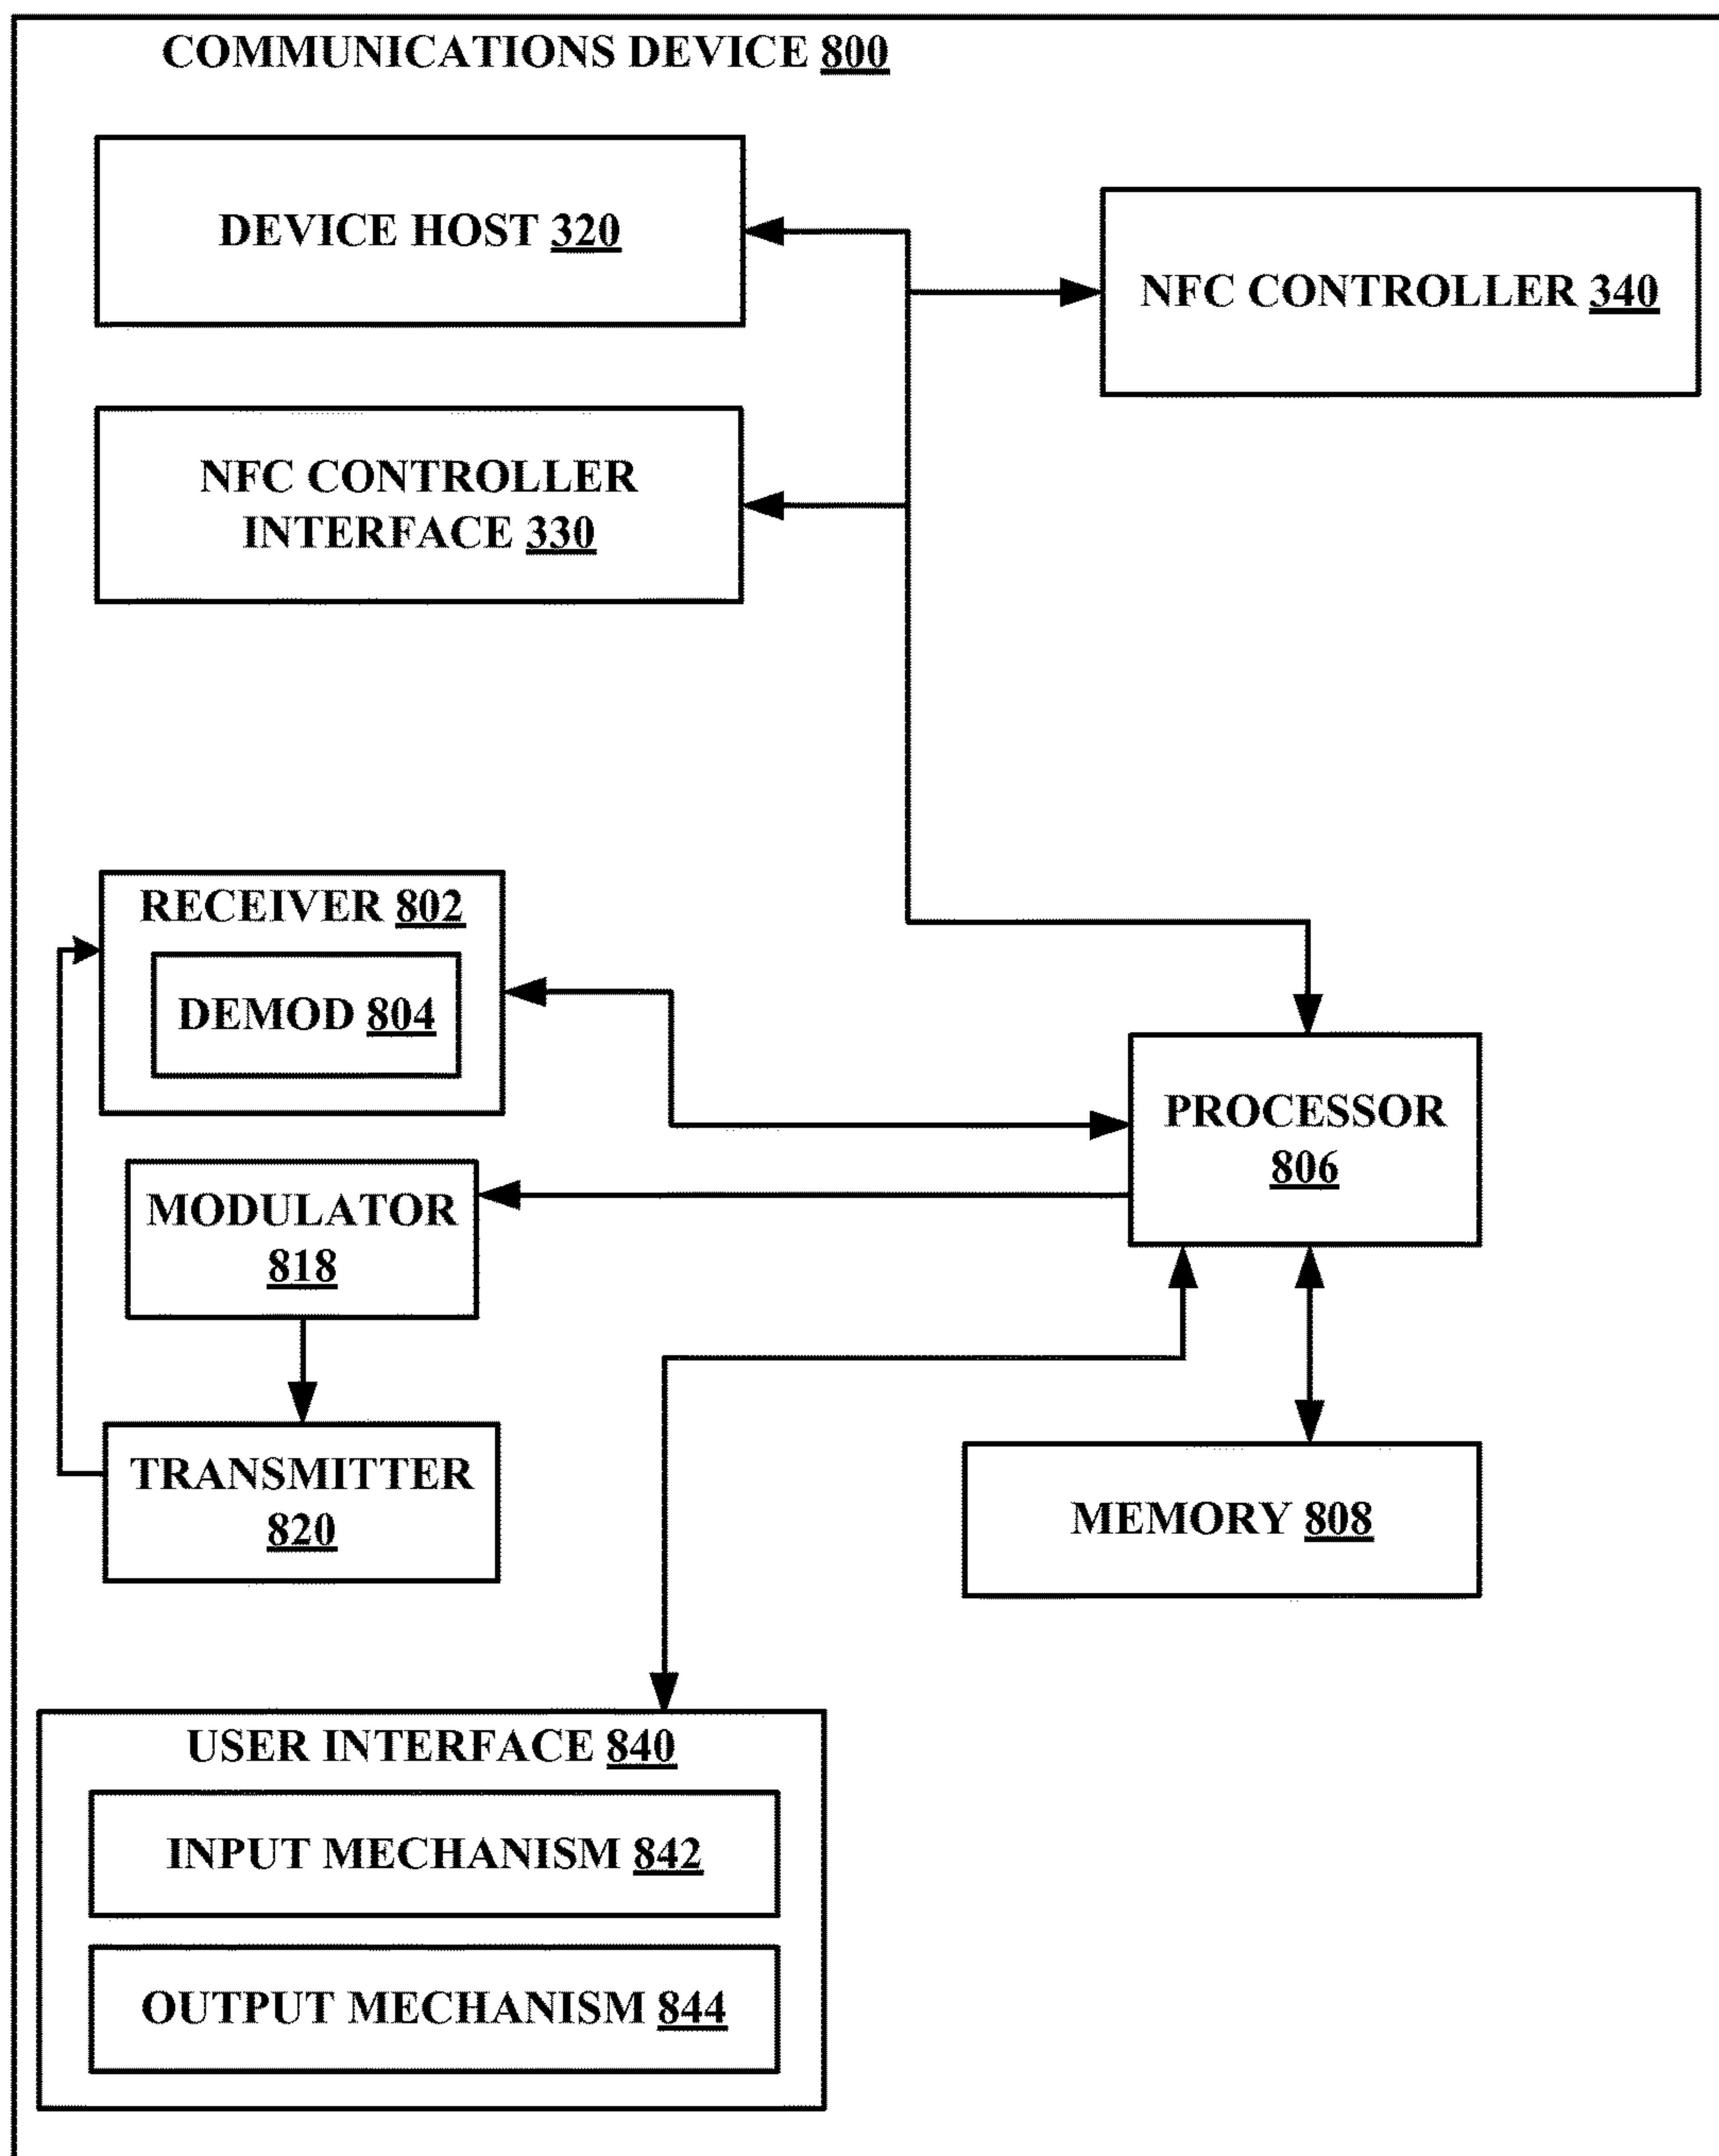 COMMUNICATIONS DEVICE 800
DEVICE HOST 320
NFC CONTROLLER 340
NFC CONTROLLER
INTERFACE 330
RECEIVER 802
DEMOD 804
PROCESSOR
806
MODULATOR
818
TRANSMITTER
820
MEMORY 808
USER INTERFACE 840
INPUT MECHANISM 842
OUTPUT MECHANISM 844